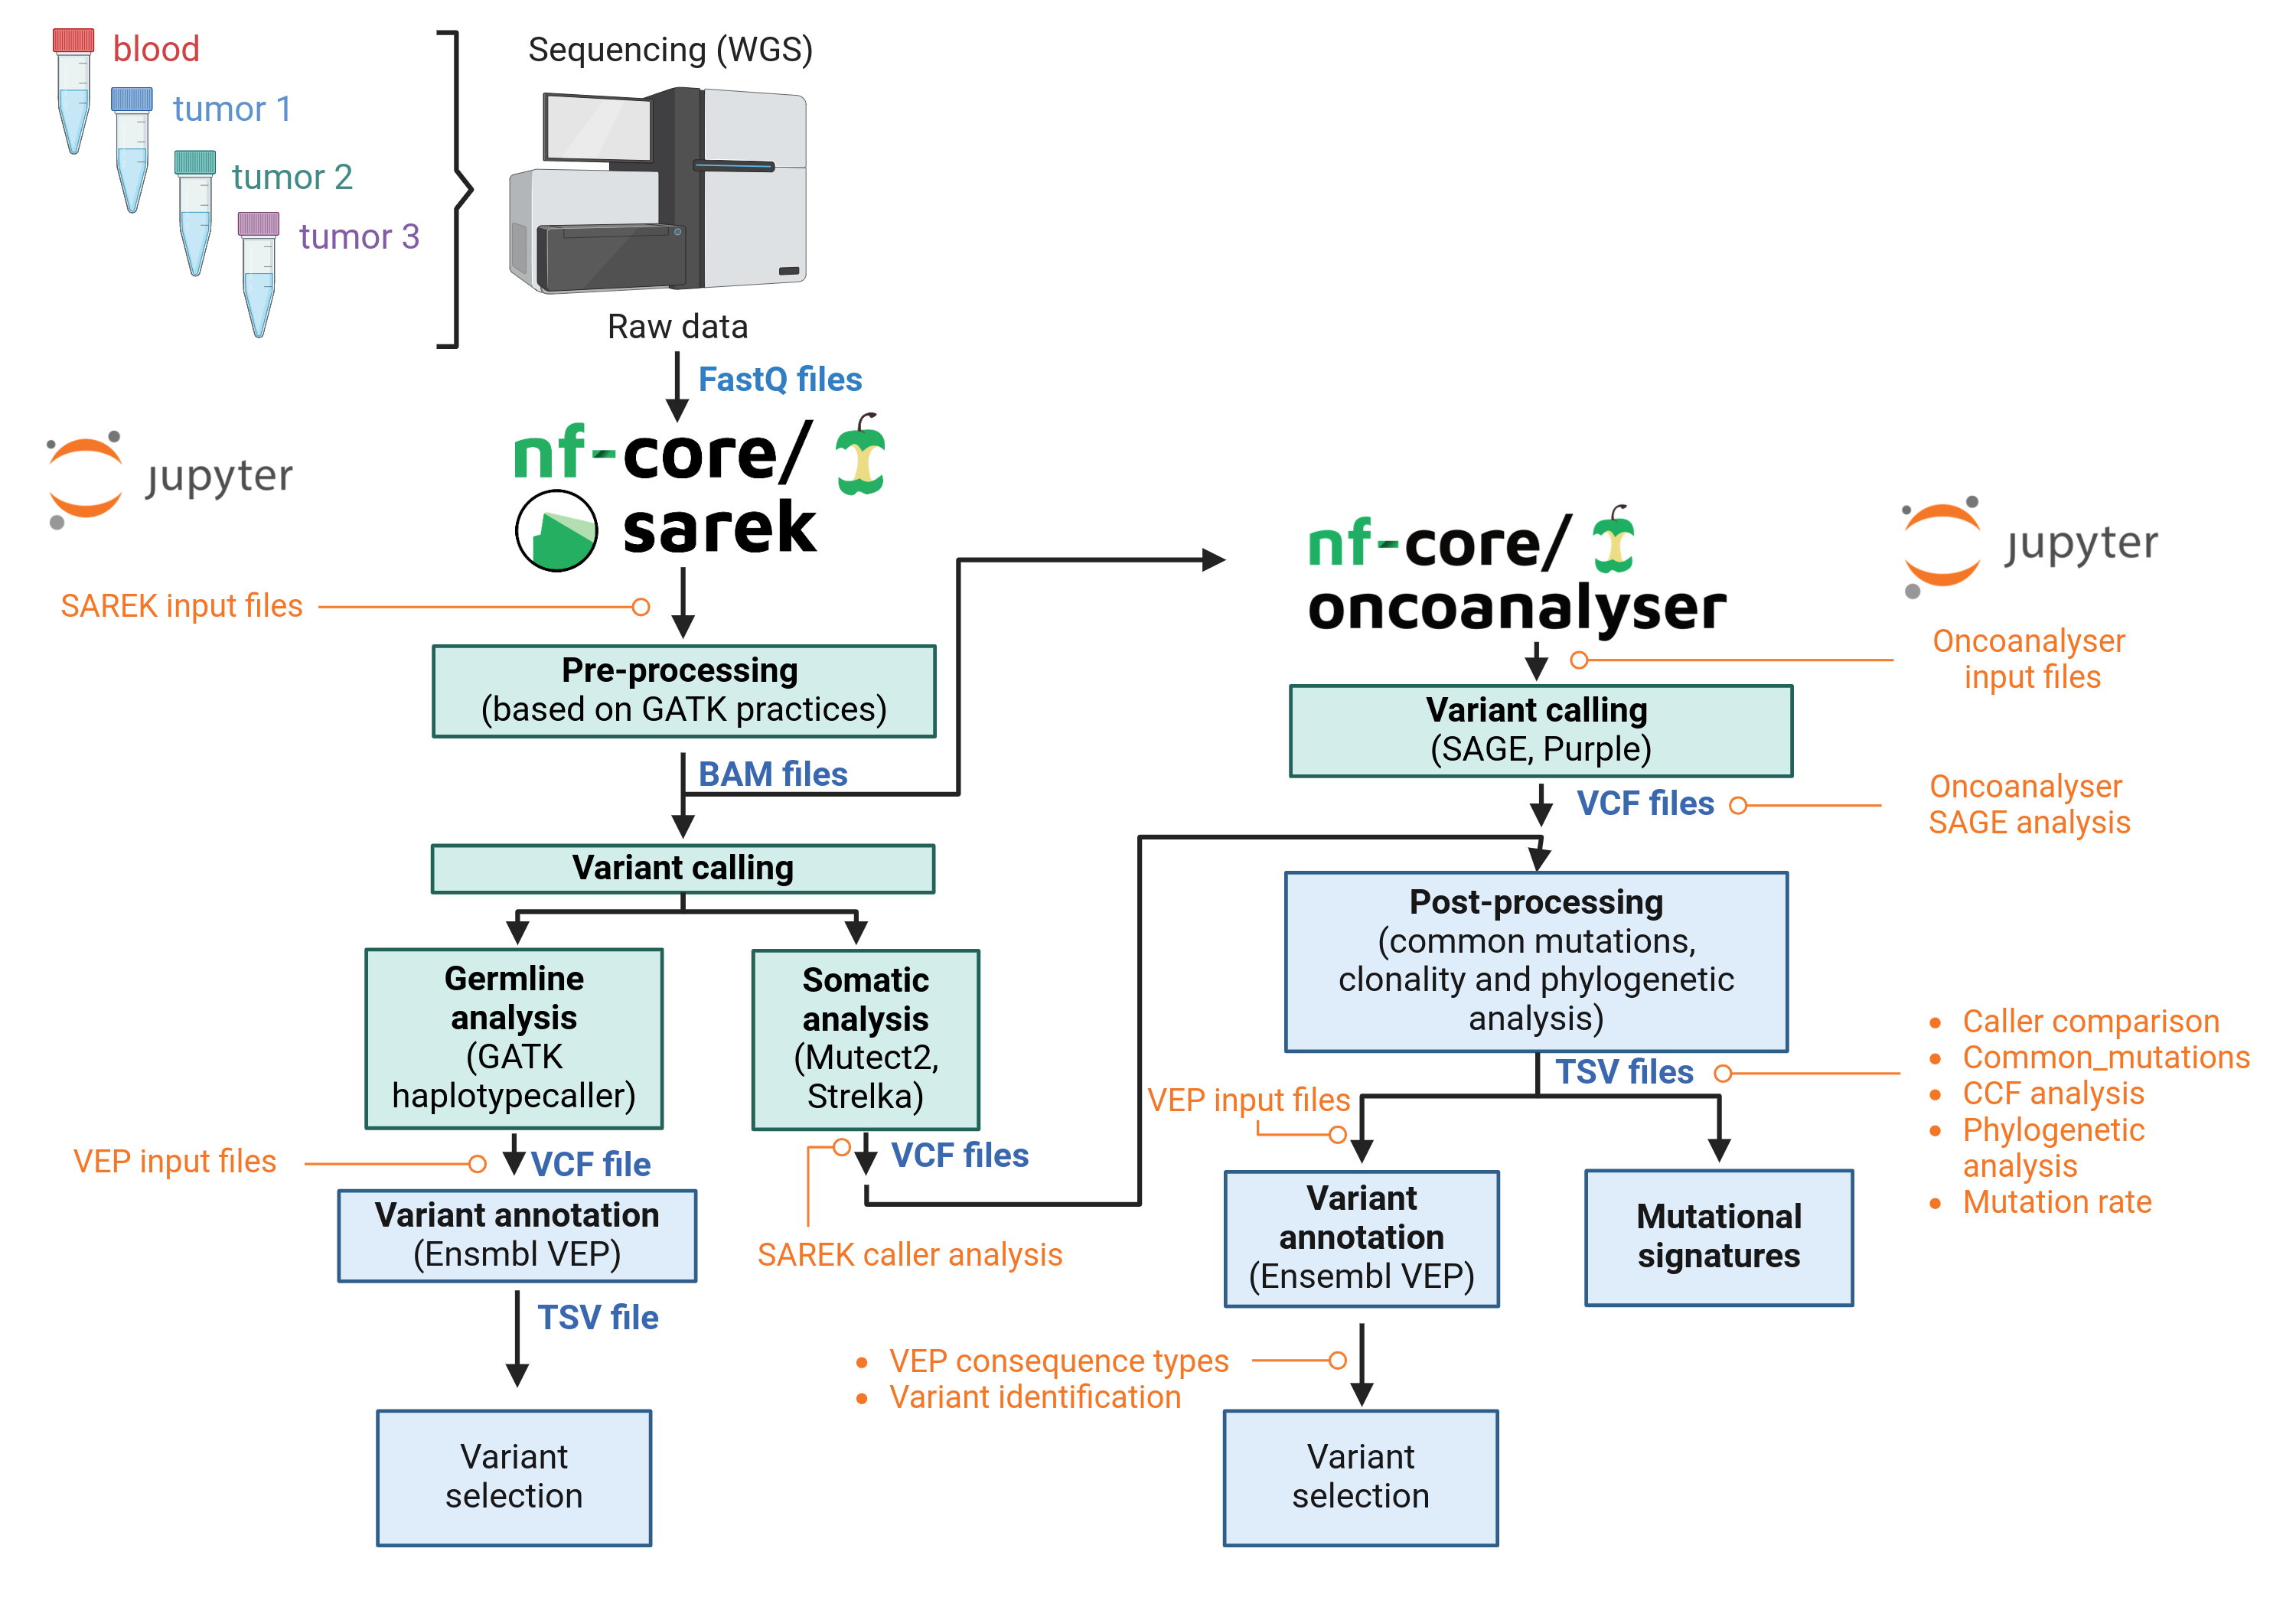 blood
tumor 1
tumor 2
tumor 3
Sequencing (WGS)
Raw data
FastQ files
jupyter
nf-core/
sarek
SAREK input files
Pre-processing
(based on GATK practices)
BAM files
Variant calling
Germline
analysis
(GATK
haplotypecaller)
Somatic
analysis
(Mutect2,
Strelka)
VEP input files
VCF file
VCF files
SAREK caller analysis
Variant annotation
(Ensmbl VEP)
TSV file
Variant
selection
nf-core/
oncoanalyser
jupyter
Oncoanalyser
input files
Variant calling
(SAGE, Purple)
VCF files
Oncoanalyser
SAGE analysis
Post-processing
(common mutations,
clonality and phylogenetic
analysis)
TSV files
• Caller comparison
• Common_mutations
• CCF analysis
• Phylogenetic
analysis
• Mutation rate
VEP input files
Variant
annotation
(Ensembl VEP)
Mutational
signatures
• VEP consequence types
• Variant identification
Variant
selection